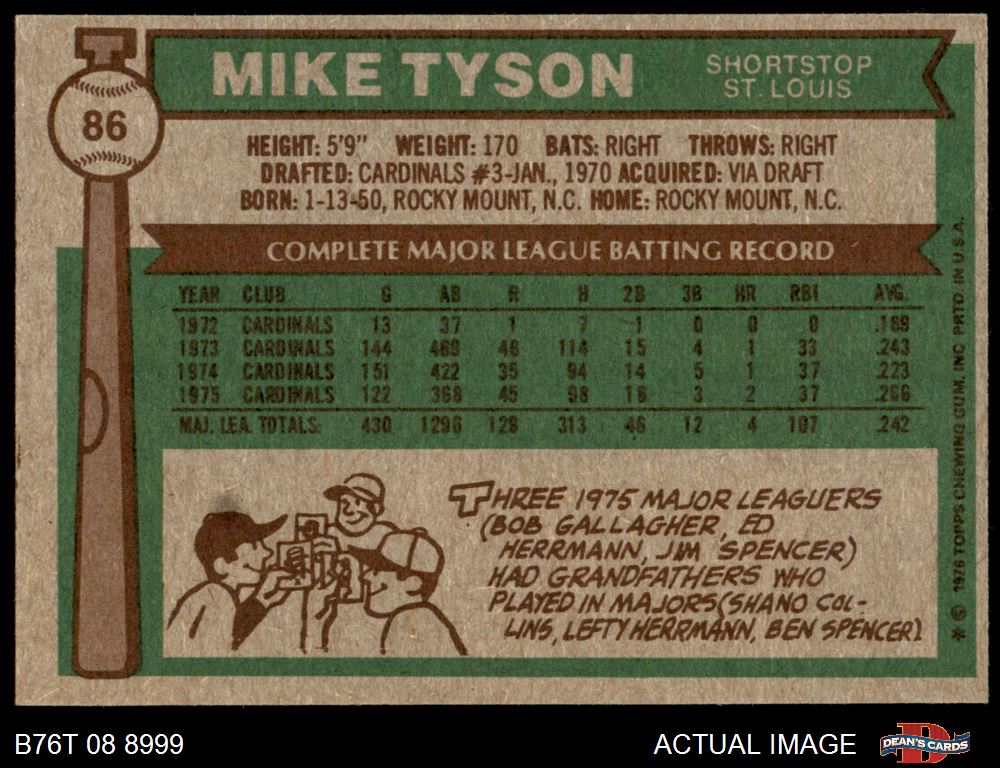 MIKE TYSON
SHORTSTOP
ST. LOUIS
86
HEIGHT: 5'9" WEIGHT: 170 BATS: RIGHT THROWS: RIGHT
DRAFTED: CARDINALS #3-JAN., 1970 ACQUIRED: VIA DRAFT
BORN: 1-13-50, ROCKY MOUNT, N.C. HOME: ROCKY MOUNT, N.C.
COMPLETE MAJOR LEAGUE BATTING RECORD
YEAR CLUB G AB R H 2B 3B HR RBI AVG.
1972 CARDINALS 13 37 1 7 1 0 0 0 .189
1973 CARDINALS 144 469 48 114 15 4 1 33 .243
1974 CARDINALS 151 422 35 94 14 5 1 37 .223
1975 CARDINALS 122 368 45 98 16 3 2 37 .266
MAJ. LEA. TOTALS: 430 1296 129 313 46 12 4 107 .242
THREE 1975 MAJOR LEAGUERS
(BOB GALLAGHER, ED
HERRMANN, JIM SPENCER)
HAD GRANDFATHERS WHO
PLAYED IN MAJORS (SHANO COL-
LINS, LEFTY HERRMANN, BEN SPENCER)
* © 1976 TOPPS CHEWING GUM, INC PRTD. IN U.S.A.
B76T 08 8999
ACTUAL IMAGE
DEAN'S CARDS